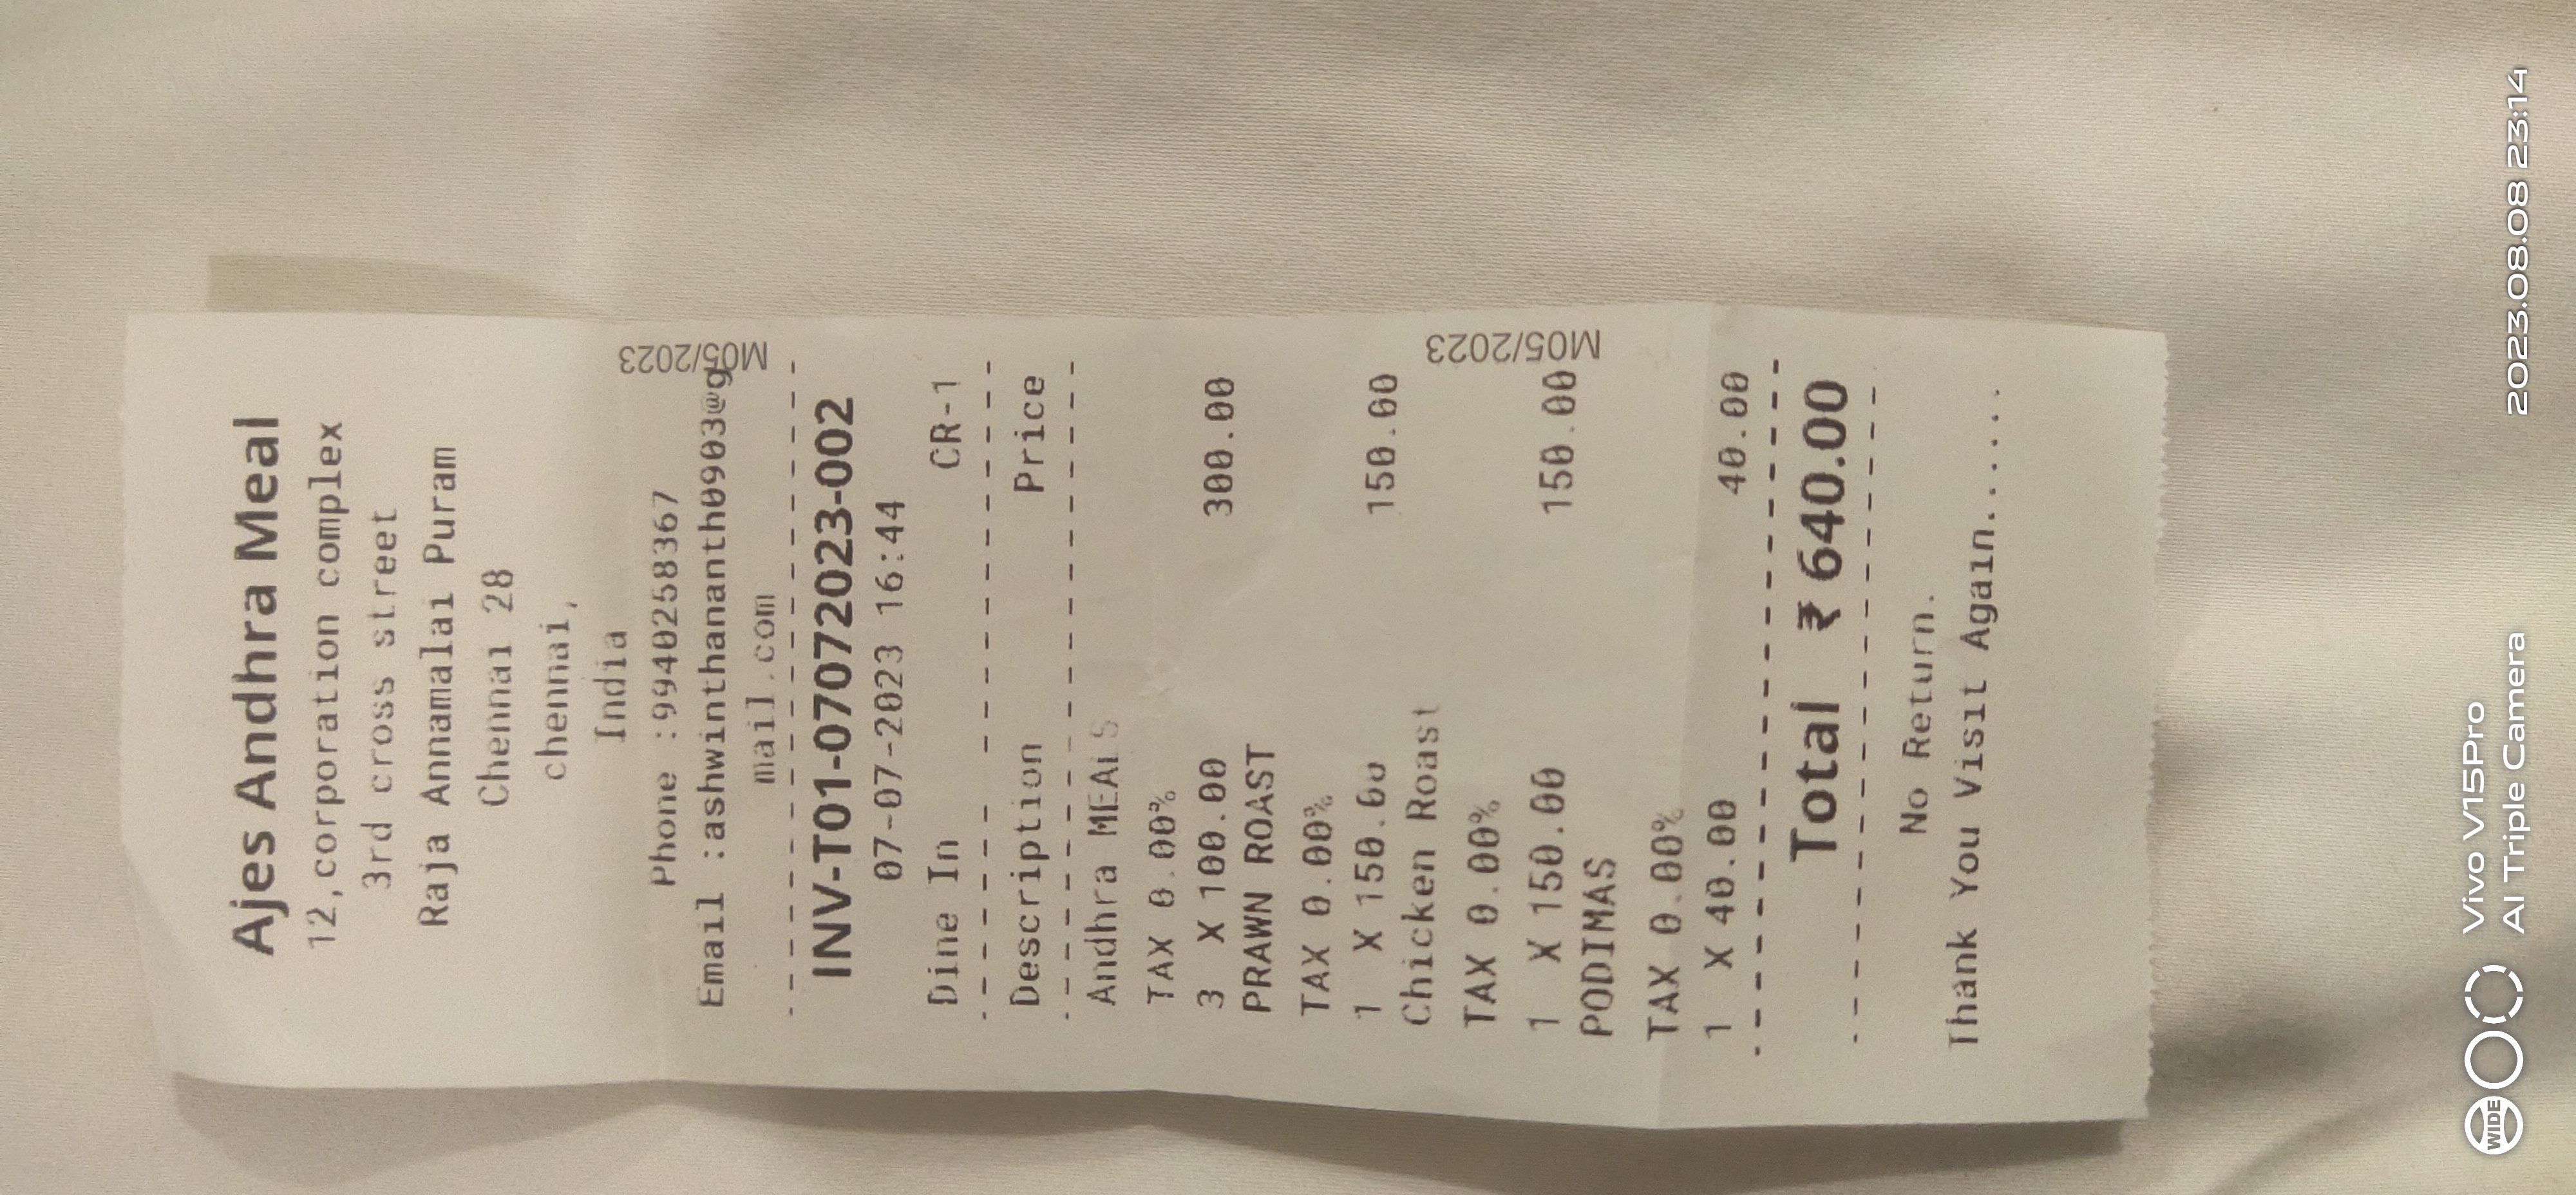 Ajes Andhra Meal
12,corporation complex
3rd cross street
Raja Annamalai Puram
Chennai 28
chennai,
India
Phone :9940258367
Email :ashwinthananth0903@g
mail.com
M05/2023
INV-T01-07072023-002
07-07-2023 16:44
Dine In CR-1
Description Price
Andhra MEALS
TAX 0.00%
3 X 100.00 300.00
PRAWN ROAST
TAX 0.00%
1 X 150.00 150.00
Chicken Roast
TAX 0.00%
1 X 150.00 150.00
M05/2023
PODIMAS
TAX 0.00%
1 X 40.00 40.00
Total ₹ 640.00
No Return.
Thank You Visit Again......
WIDE
Vivo V15Pro
AI Triple Camera
2023.08.08 23:14